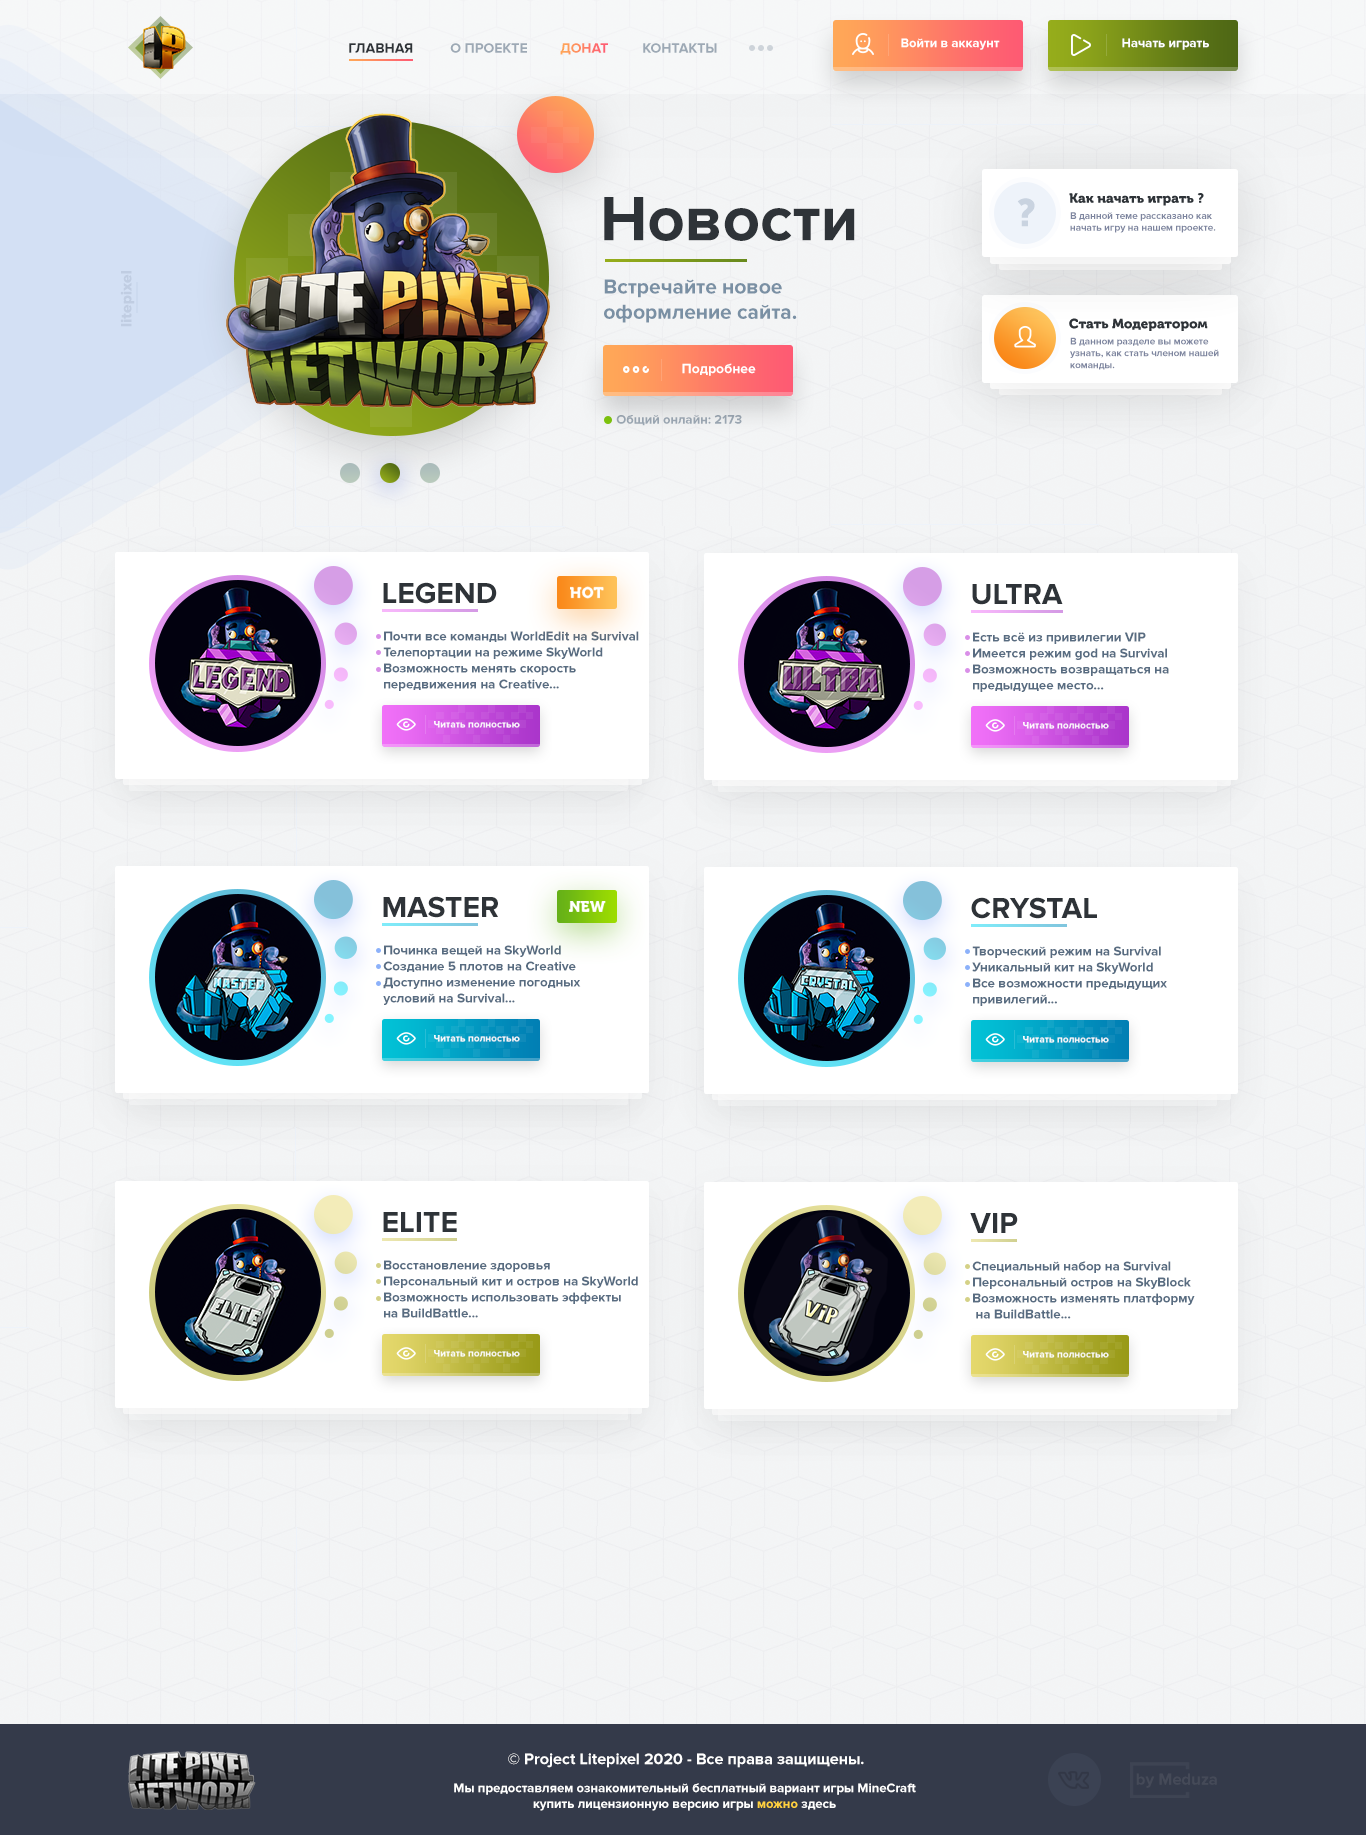 LP
ГЛАВНАЯ
О ПРОЕКТЕ
ДОНАТ
КОНТАКТЫ
Войти в аккаунт
Начать играть
litepixel
LITE PIXEL
NETWORK
Новости
Встречайте новое
оформление сайта.
Подробнее
Общий онлайн: 2173
?
Как начать играть ?
В данной теме рассказано как
начать игру на нашем проекте.
Стать Модератором
В данном разделе вы можете
узнать, как стать членом нашей
команды.
LEGEND
LEGEND
HOT
Почти все команды WorldEdit на Survival
Телепортации на режиме SkyWorld
Возможность менять скорость
передвижения на Creative...
Читать полностью
ULTRA
ULTRA
Есть всё из привилегии VIP
Имеется режим god на Survival
Возможность возвращаться на
предыдущее место...
Читать полностью
MASTER
MASTER
NEW
Починка вещей на SkyWorld
Создание 5 плотов на Creative
Доступно изменение погодных
условий на Survival...
Читать полностью
CRYSTAL
CRYSTAL
Творческий режим на Survival
Уникальный кит на SkyWorld
Все возможности предыдущих
привилегий...
Читать полностью
ELITE
ELITE
Восстановление здоровья
Персональный кит и остров на SkyWorld
Возможность использовать эффекты
на BuildBattle...
Читать полностью
ViP
VIP
Специальный набор на Survival
Персональный остров на SkyBlock
Возможность изменять платформу
на BuildBattle...
Читать полностью
LITE PIXEL
NETWORK
© Project Litepixel 2020 - Все права защищены.
Мы предоставляем ознакомительный бесплатный вариант игры MineCraft
купить лицензионную версию игры можно здесь
by Meduza